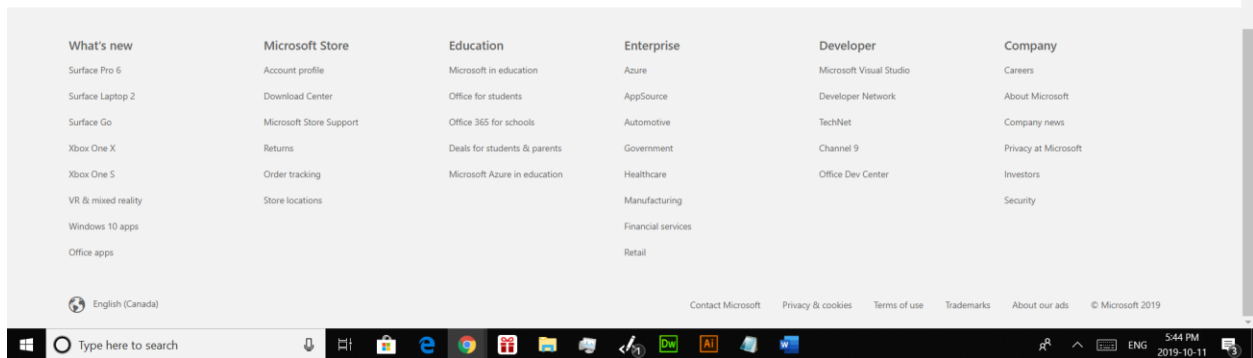 What's new
Surface Pro 6
Surface Laptop 2
Surface Go
Xbox One X
Xbox One S
VR & mixed reality
Windows 10 apps
Office apps
Microsoft Store
Account profile
Download Center
Microsoft Store Support
Returns
Order tracking
Store locations
Education
Microsoft in education
Office for students
Office 365 for schools
Deals for students & parents
Microsoft Azure in education
Enterprise
Azure
AppSource
Automotive
Government
Healthcare
Manufacturing
Financial services
Retail
Developer
Microsoft Visual Studio
Developer Network
TechNet
Channel 9
Office Dev Center
Company
Careers
About Microsoft
Company news
Privacy at Microsoft
Investors
Security
English (Canada)
Contact Microsoft Privacy & cookies Terms of use Trademarks About our ads © Microsoft 2019
Type here to search
1
Dw
Ai
W
ENG
5:44 PM
2019-10-11
3